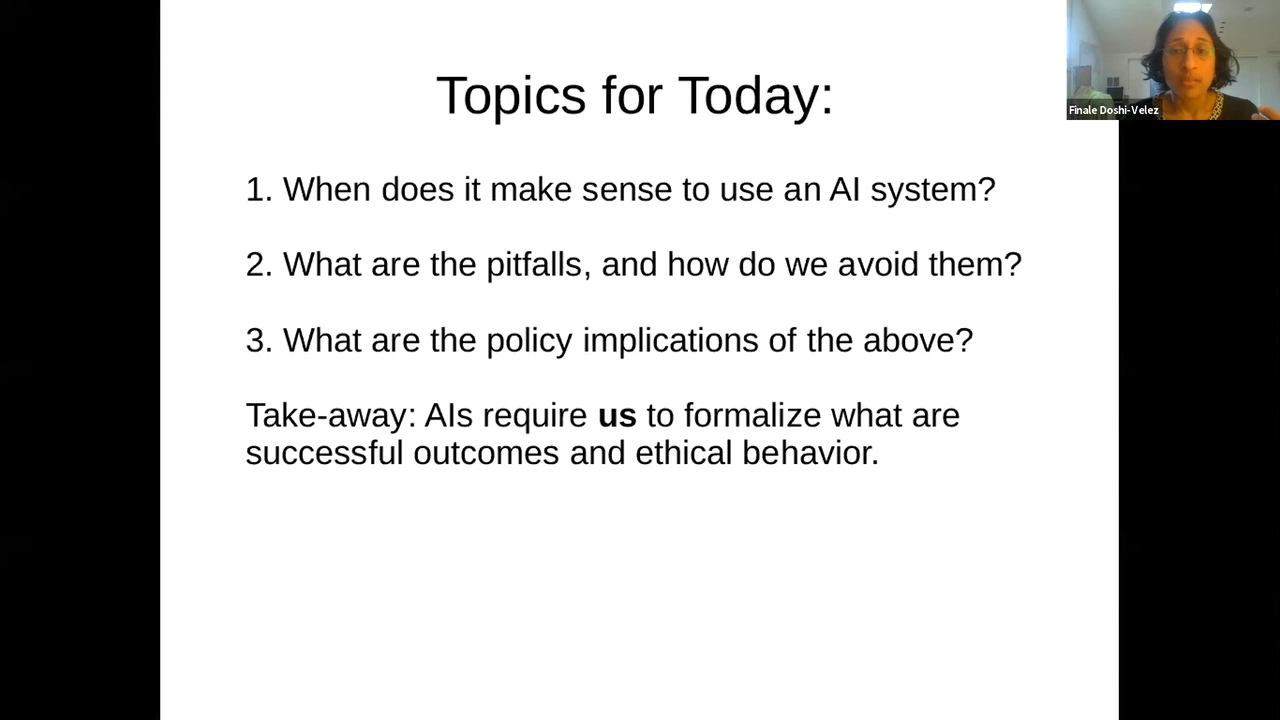 Topics for Today:
Finale Doshi-Velez
1. When does it make sense to use an AI system?
2. What are the pitfalls, and how do we avoid them?
3. What are the policy implications of the above?
Take-away: AIs require us to formalize what are
successful outcomes and ethical behavior.